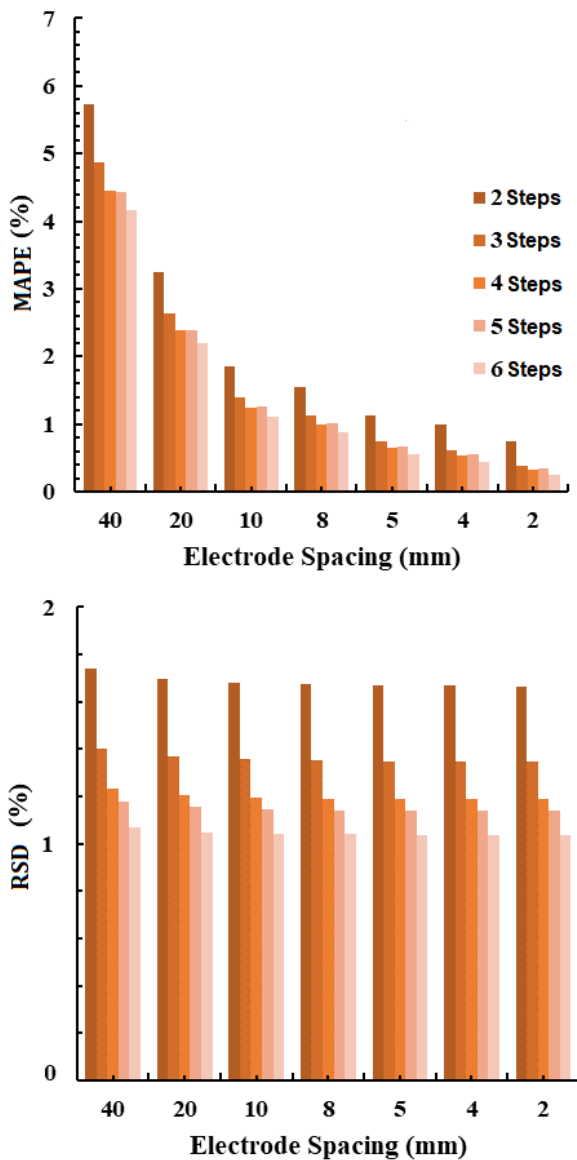 7
6
5
4
3
2
1
0
MAPE (%)
2 Steps
3 Steps
4 Steps
5 Steps
6 Steps
40 20 10 8 5 4 2
Electrode Spacing (mm)
2
1
0
RSD (%)
40 20 10 8 5 4 2
Electrode Spacing (mm)